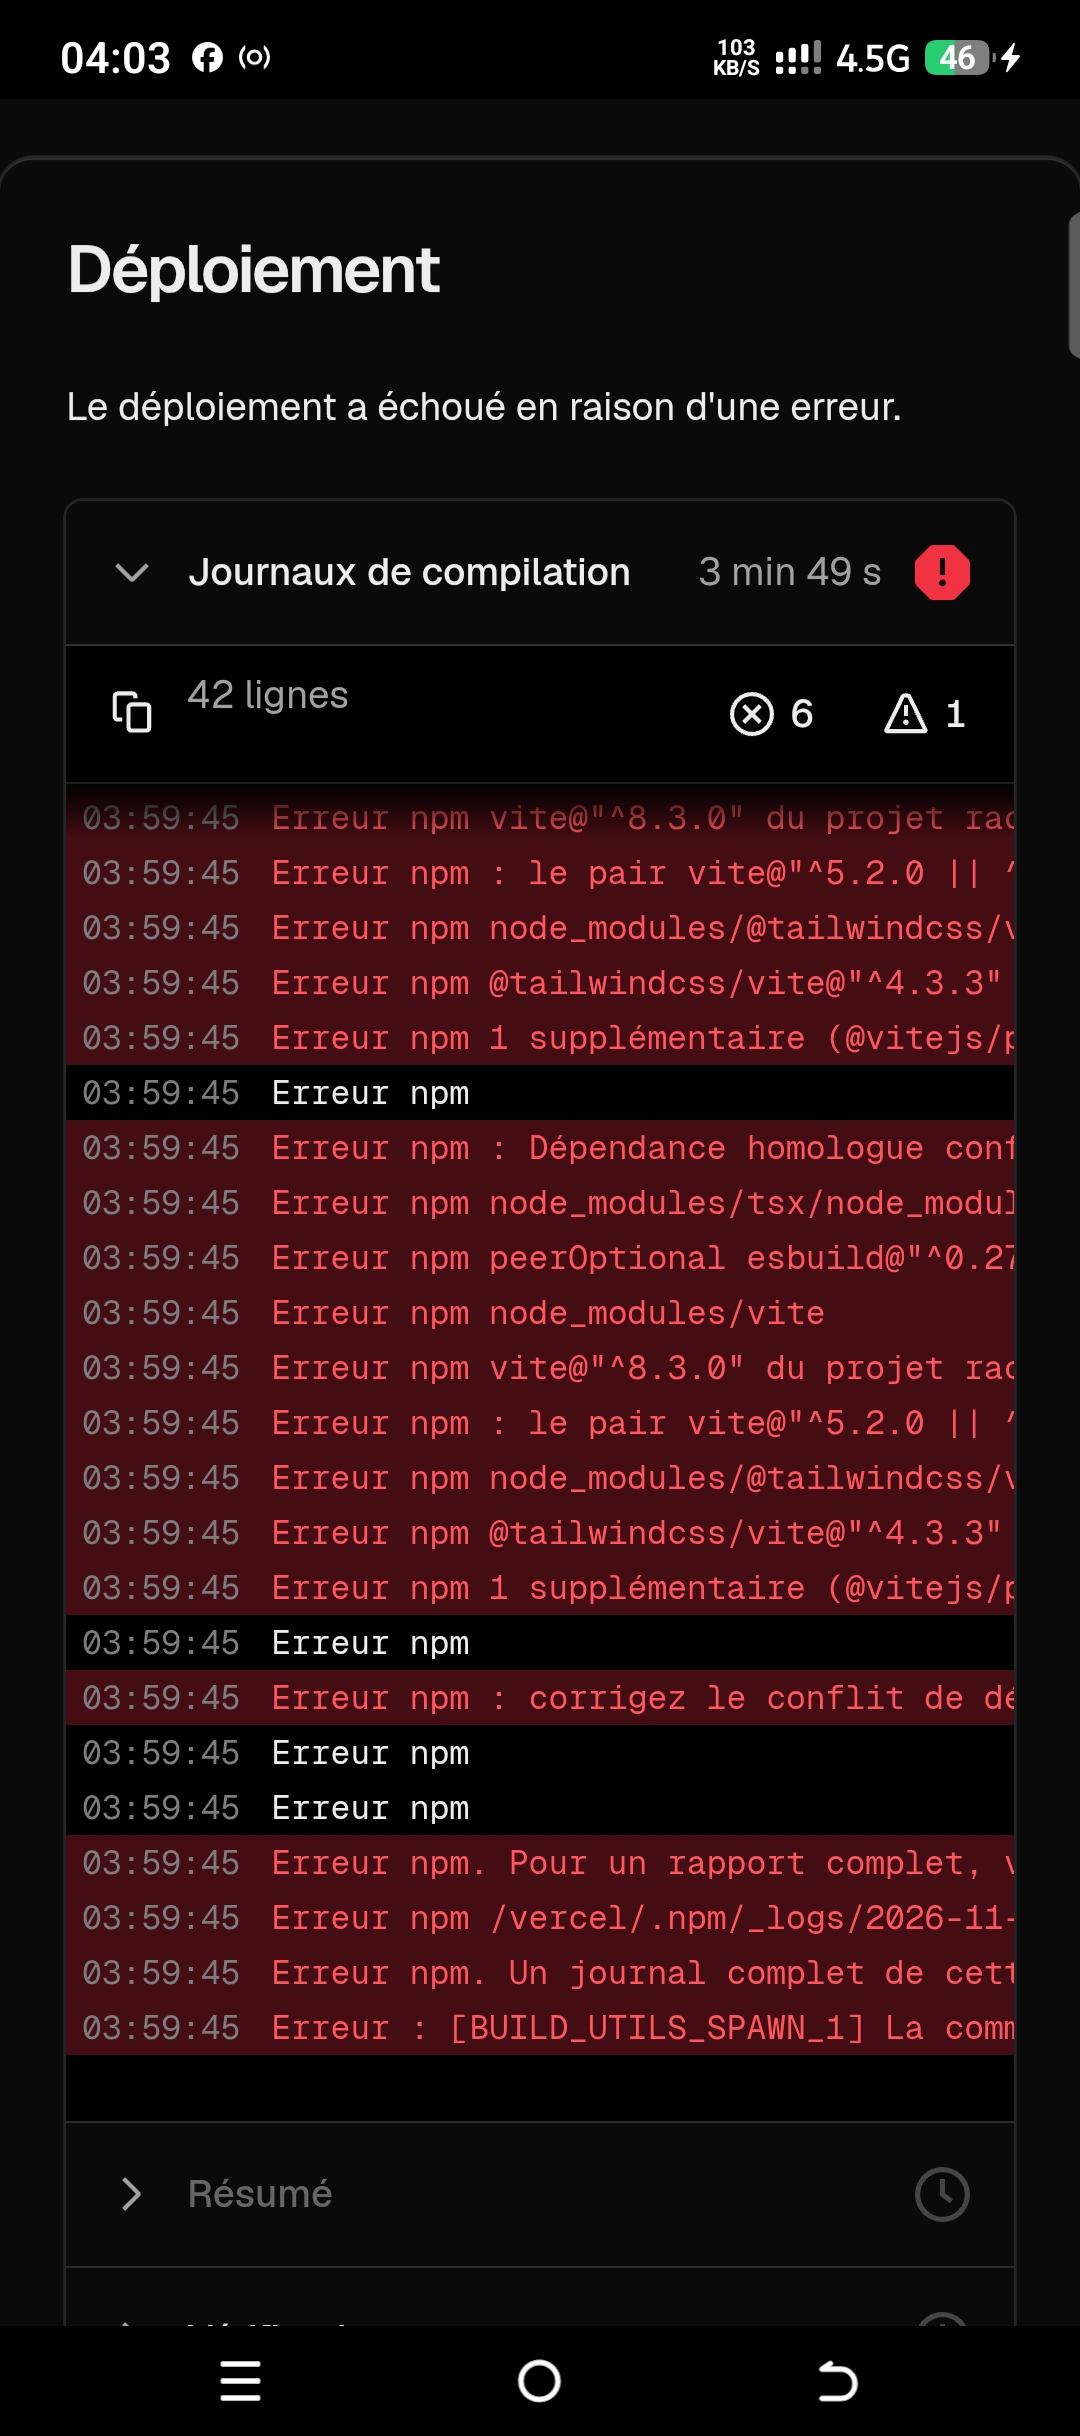 04:03
103
KB/S
4.5G
46
Déploiement
Le déploiement a échoué en raison d'une erreur.
Journaux de compilation
3 min 49 s
42 lignes
6
1
03:59:45 Erreur npm vite@"^8.3.0" du projet rac
03:59:45 Erreur npm : le pair vite@"^5.2.0 || ^
03:59:45 Erreur npm node_modules/@tailwindcss/v
03:59:45 Erreur npm @tailwindcss/vite@"^4.3.3"
03:59:45 Erreur npm 1 supplémentaire (@vitejs/p
03:59:45 Erreur npm
03:59:45 Erreur npm : Dépendance homologue conf
03:59:45 Erreur npm node_modules/tsx/node_modul
03:59:45 Erreur npm peerOptional esbuild@"^0.27
03:59:45 Erreur npm node_modules/vite
03:59:45 Erreur npm vite@"^8.3.0" du projet rac
03:59:45 Erreur npm : le pair vite@"^5.2.0 || ^
03:59:45 Erreur npm node_modules/@tailwindcss/v
03:59:45 Erreur npm @tailwindcss/vite@"^4.3.3"
03:59:45 Erreur npm 1 supplémentaire (@vitejs/p
03:59:45 Erreur npm
03:59:45 Erreur npm : corrigez le conflit de dé
03:59:45 Erreur npm
03:59:45 Erreur npm
03:59:45 Erreur npm. Pour un rapport complet, v
03:59:45 Erreur npm /vercel/.npm/_logs/2026-11-
03:59:45 Erreur npm. Un journal complet de cett
03:59:45 Erreur : [BUILD_UTILS_SPAWN_1] La comm
Résumé